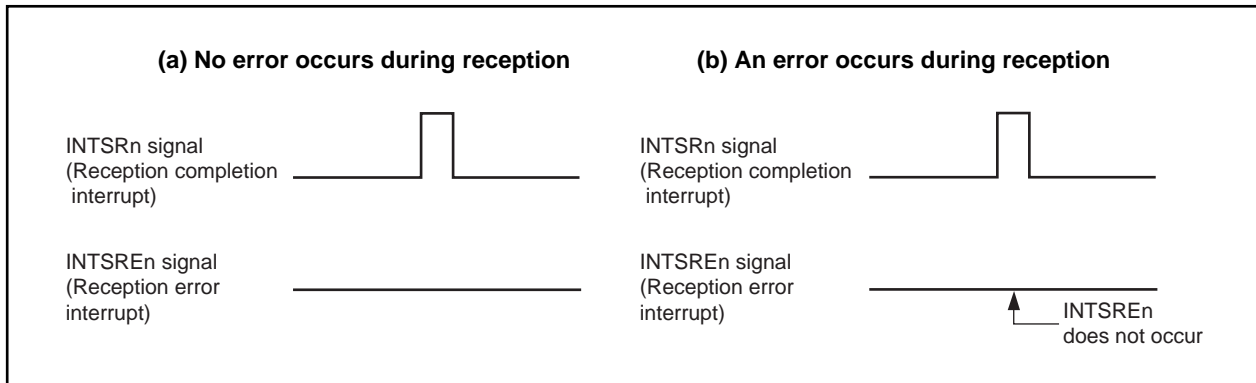 (a) No error occurs during reception
INTSRn signal
(Reception completion
interrupt)
INTSREn signal
(Reception error
interrupt)
(b) An error occurs during reception
INTSRn signal
(Reception completion
interrupt)
INTSREn signal
(Reception error
interrupt)
INTSREn
does not occur